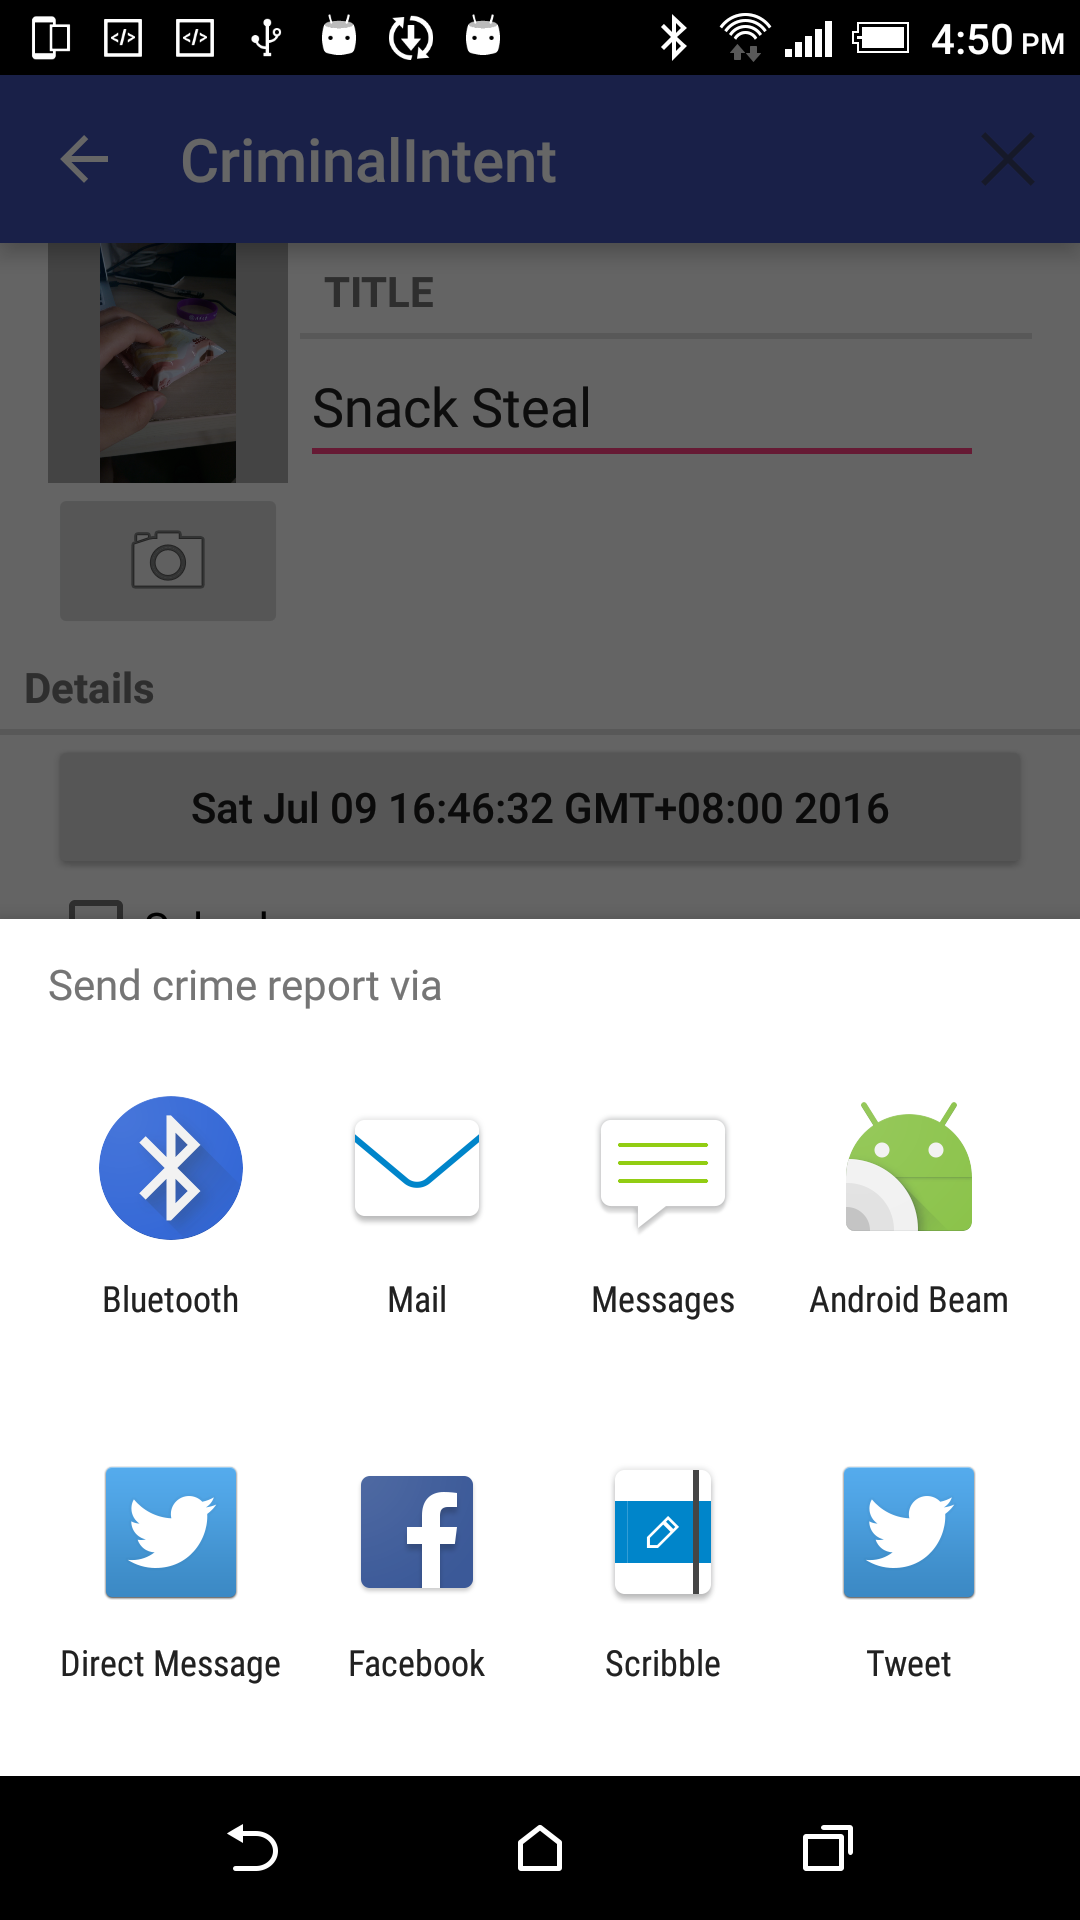 4:50 PM
CriminalIntent
TITLE
Snack Steal
Details
Sat Jul 09 16:46:32 GMT+08:00 2016
Send crime report via
Bluetooth
Mail
Messages
Android Beam
Direct Message
Facebook
Scribble
Tweet